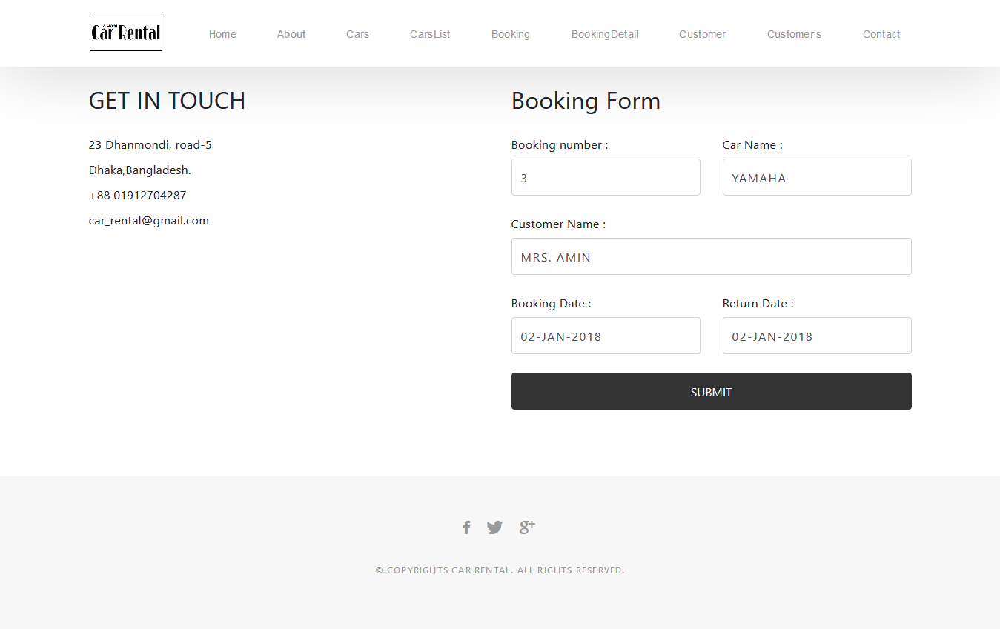 JAHAN
Car Rental
Home About Cars CarsList Booking BookingDetail Customer Customer's Contact
GET IN TOUCH
23 Dhanmondi, road-5
Dhaka,Bangladesh.
+88 01912704287
car_rental@gmail.com
Booking Form
Booking number : Car Name :
3 YAMAHA
Customer Name :
MRS. AMIN
Booking Date : Return Date :
02-JAN-2018 02-JAN-2018
SUBMIT
© COPYRIGHTS CAR RENTAL. ALL RIGHTS RESERVED.